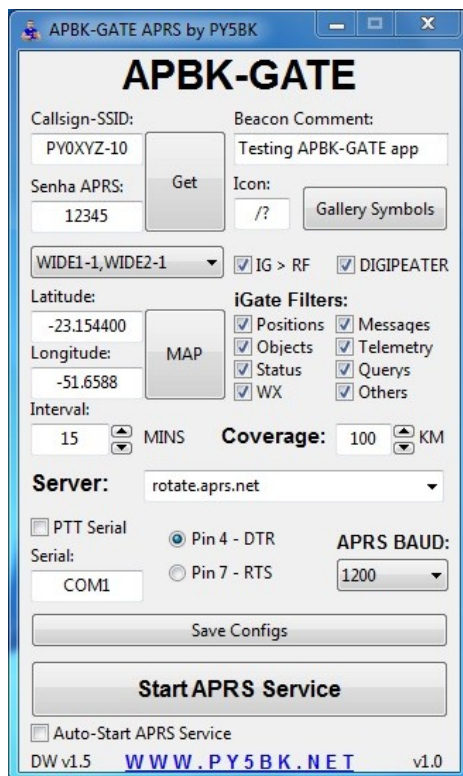 APBK-GATE APRS by PY5BK
APBK-GATE
Callsign-SSID: Beacon Comment:
PY0XYZ-10 Testing APBK-GATE app
Senha APRS: Get Icon:
12345 /? Gallery Symbols
WIDE1-1,WIDE2-1 IG > RF DIGIPEATER
Latitude: iGate Filters:
-23.154400 Positions Messages
Longitude: MAP Objects Telemetry
-51.6588 Status Querys
WX Others
Interval:
15 MINS Coverage: 100 KM
Server: rotate.aprs.net
PTT Serial Pin 4 - DTR APRS BAUD:
Serial: Pin 7 - RTS 1200
COM1
Save Configs
Start APRS Service
Auto-Start APRS Service
DW v1.5 WWW.PY5BK.NET v1.0